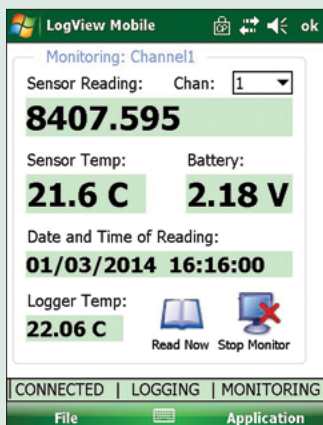 LogView Mobile ok
Monitoring: Channel1
Sensor Reading: Chan: 1
8407.595
Sensor Temp: Battery:
21.6 C 2.18 V
Date and Time of Reading:
01/03/2014 16:16:00
Logger Temp:
22.06 C
Read Now Stop Monitor
CONNECTED | LOGGING | MONITORING
File Application